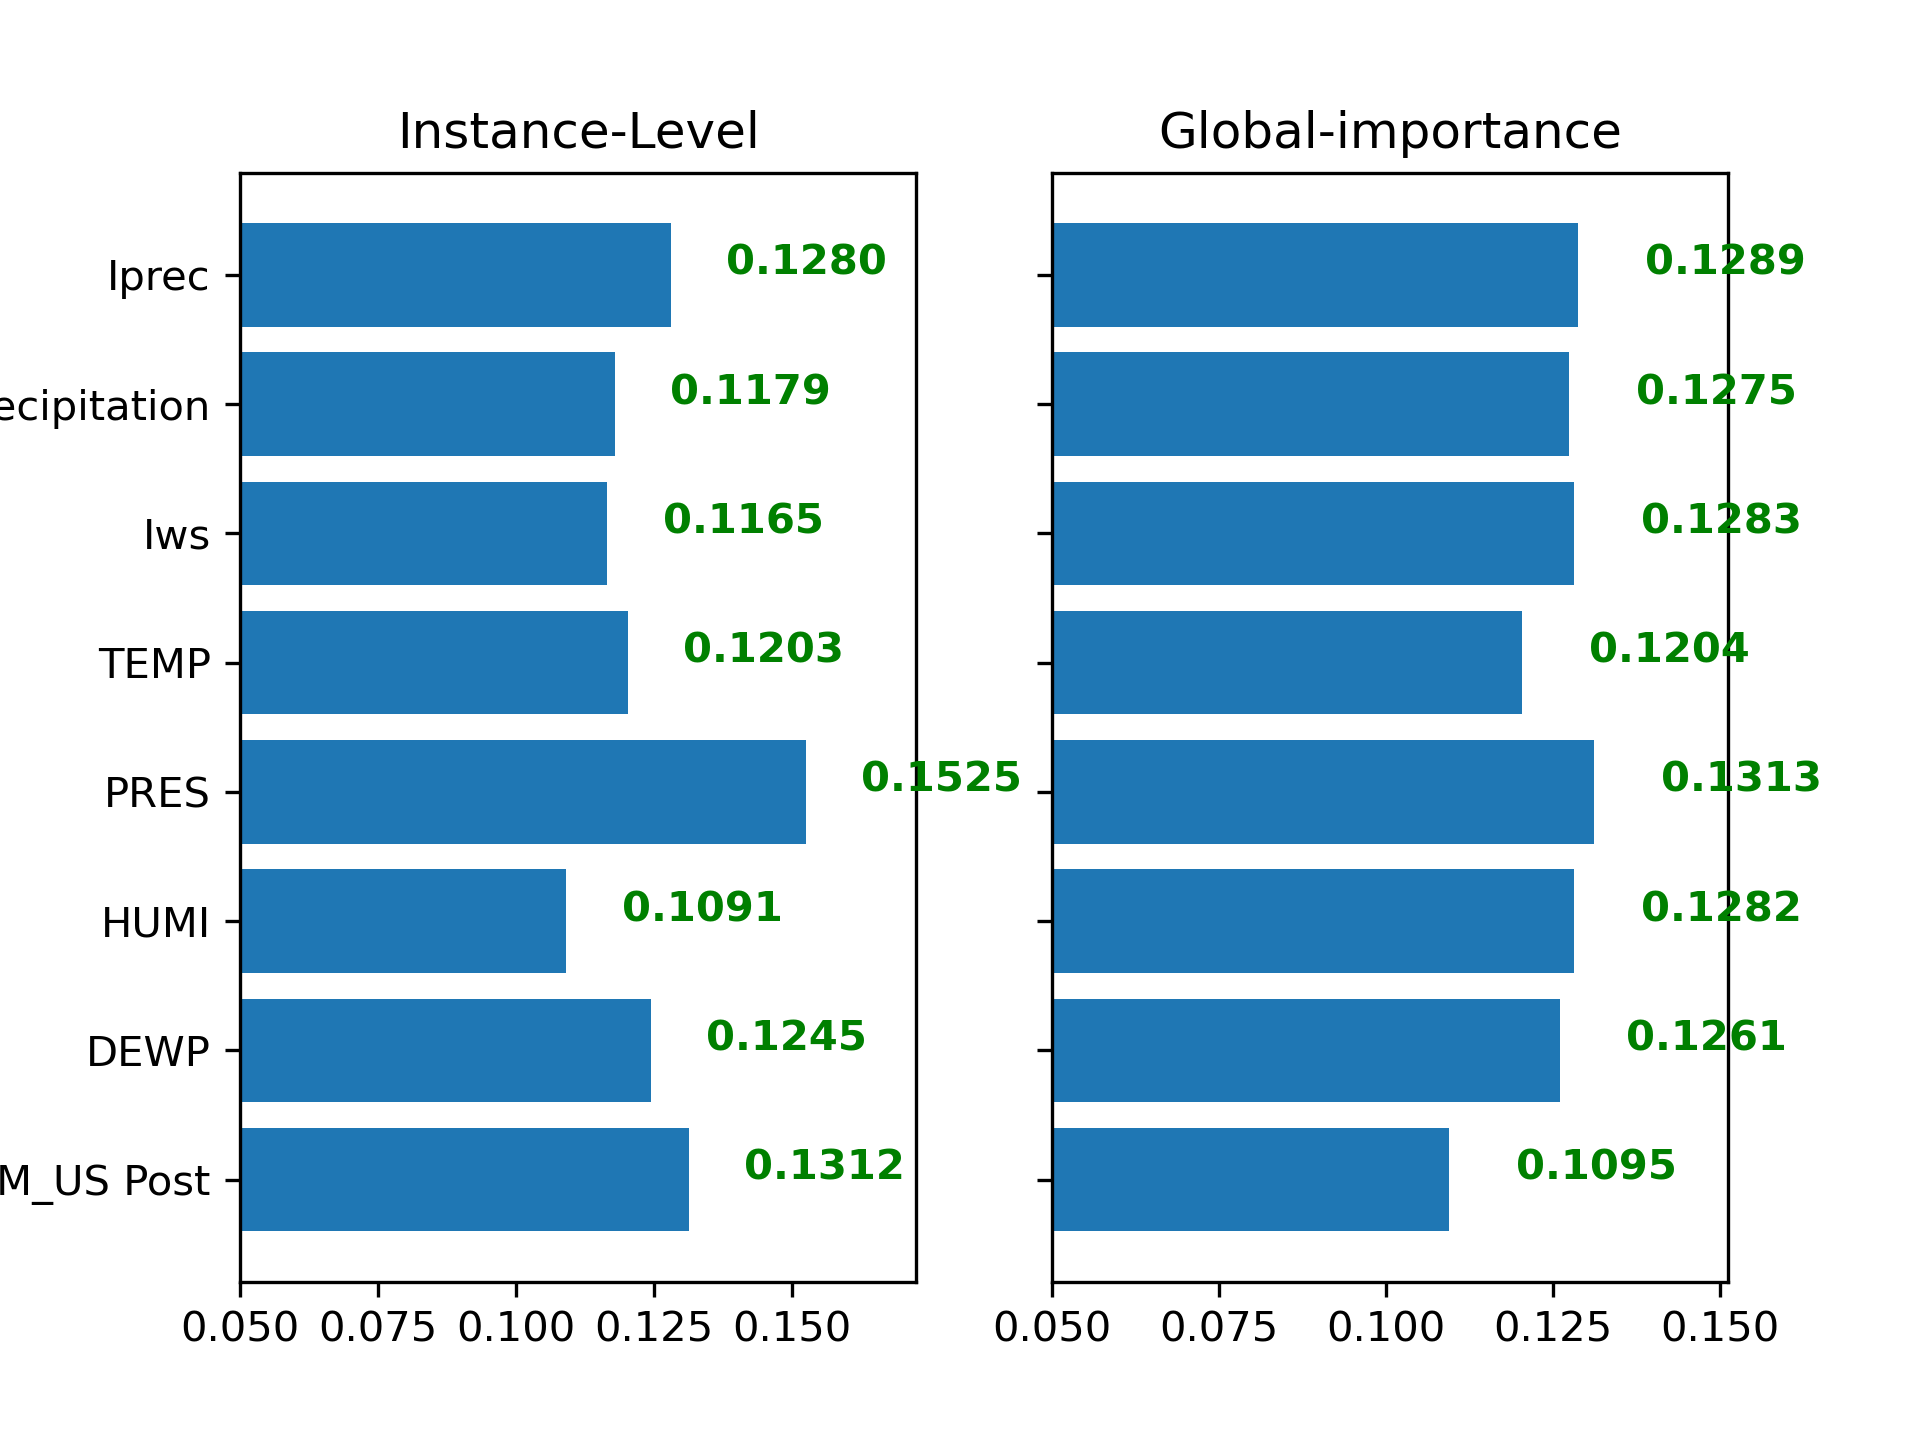 Instance-Level
Iprec
ecipitation
Iws
TEMP
PRES
HUMI
DEWP
M_US Post
0.1280
0.1179
0.1165
0.1203
0.1525
0.1091
0.1245
0.1312
0.050 0.075 0.100 0.125 0.150
Global-importance
0.1289
0.1275
0.1283
0.1204
0.1313
0.1282
0.1261
0.1095
0.050 0.075 0.100 0.125 0.150